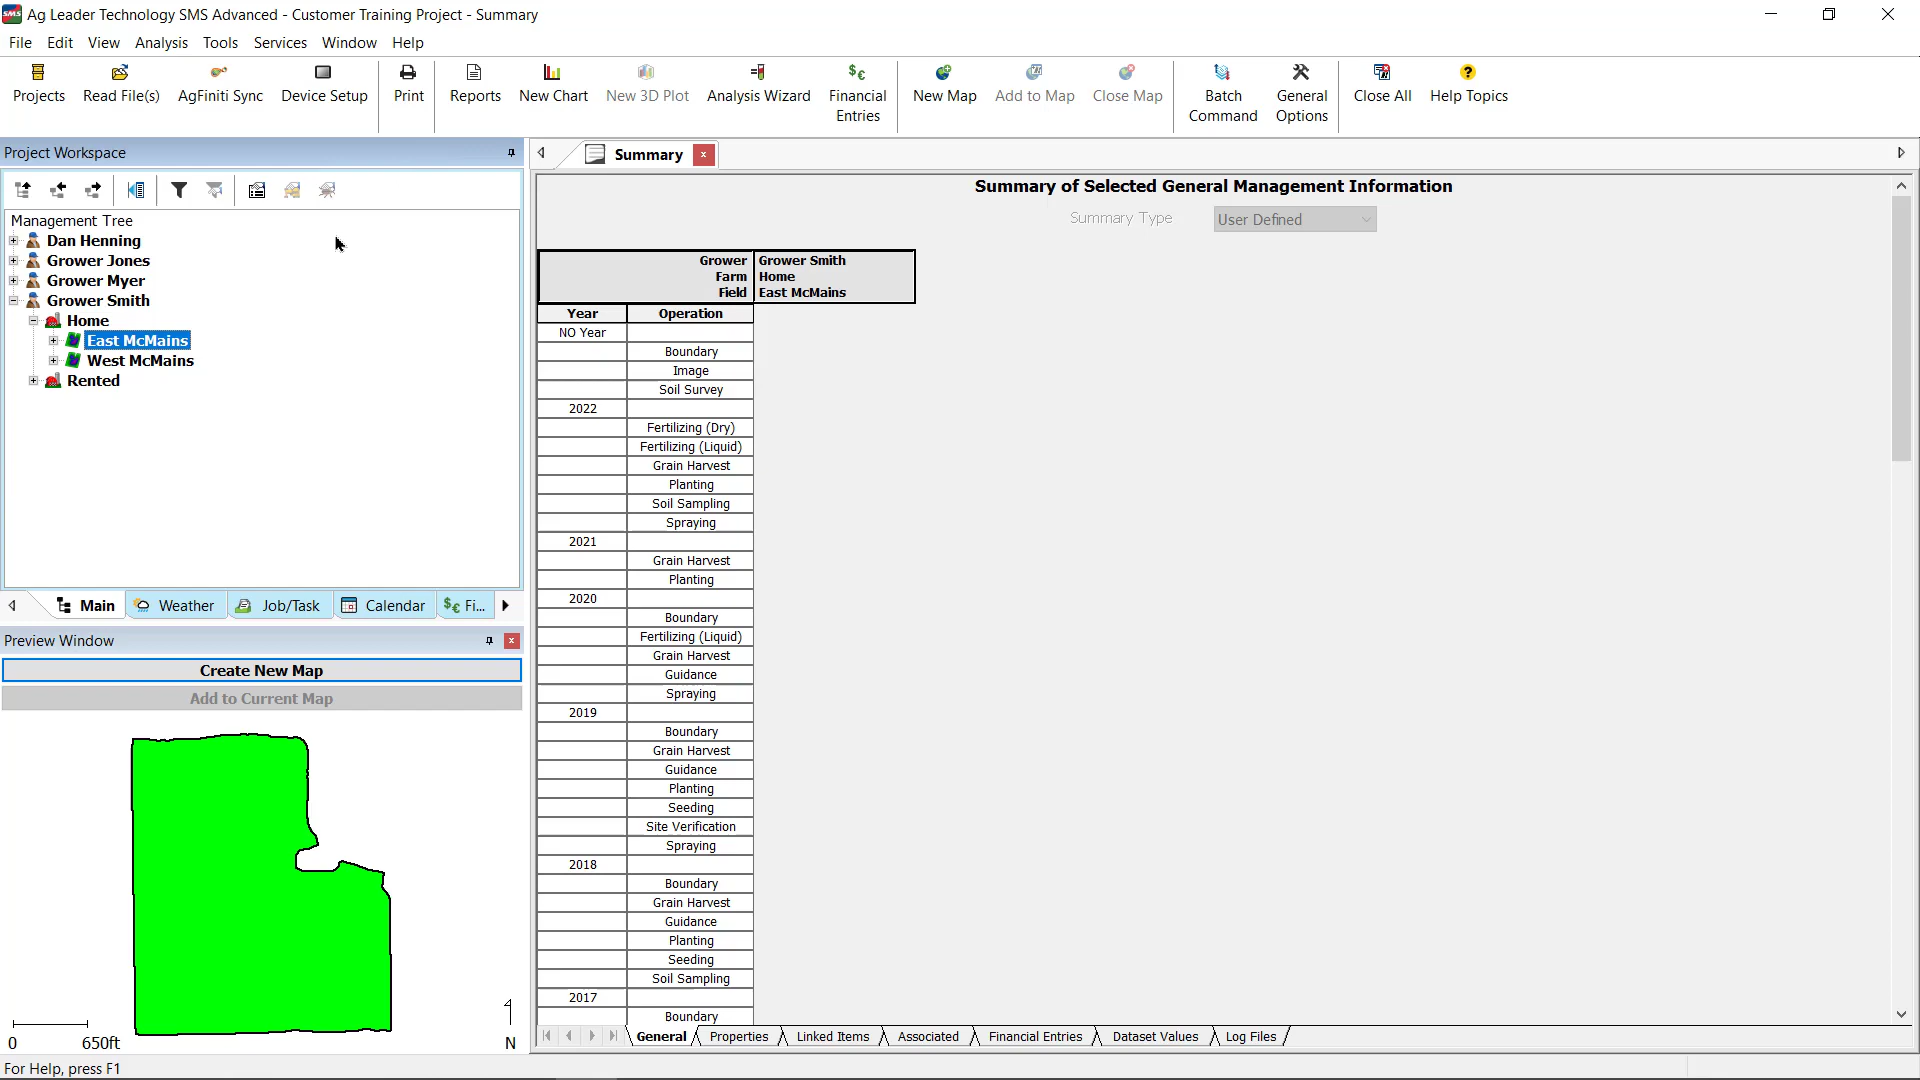 Ag Leader Technology SMS Advanced - Customer Training Project - Summary
File Edit View Analysis Tools Services Window Help
Projects Read File(s) AgFiniti Sync Device Setup Print Reports New Chart New 3D Plot Analysis Wizard Financial Entries New Map Add to Map Close Map Batch Command General Options Close All Help Topics
Project Workspace
Management Tree
Dan Henning
Grower Jones
Grower Myer
Grower Smith
Home
East McMains
West McMains
Rented
Main Weather Job/Task Calendar $€ Fi...
Preview Window
Create New Map
Add to Current Map
0 650ft
N
Summary
Summary of Selected General Management Information
Summary Type User Defined
Grower Grower Smith
Farm Home
Field East McMains
Year Operation
NO Year
Boundary
Image
Soil Survey
2022
Fertilizing (Dry)
Fertilizing (Liquid)
Grain Harvest
Planting
Soil Sampling
Spraying
2021
Grain Harvest
Planting
2020
Boundary
Fertilizing (Liquid)
Grain Harvest
Guidance
Spraying
2019
Boundary
Grain Harvest
Guidance
Planting
Seeding
Site Verification
Spraying
2018
Boundary
Grain Harvest
Guidance
Planting
Seeding
Soil Sampling
2017
Boundary
General Properties Linked Items Associated Financial Entries Dataset Values Log Files
For Help, press F1